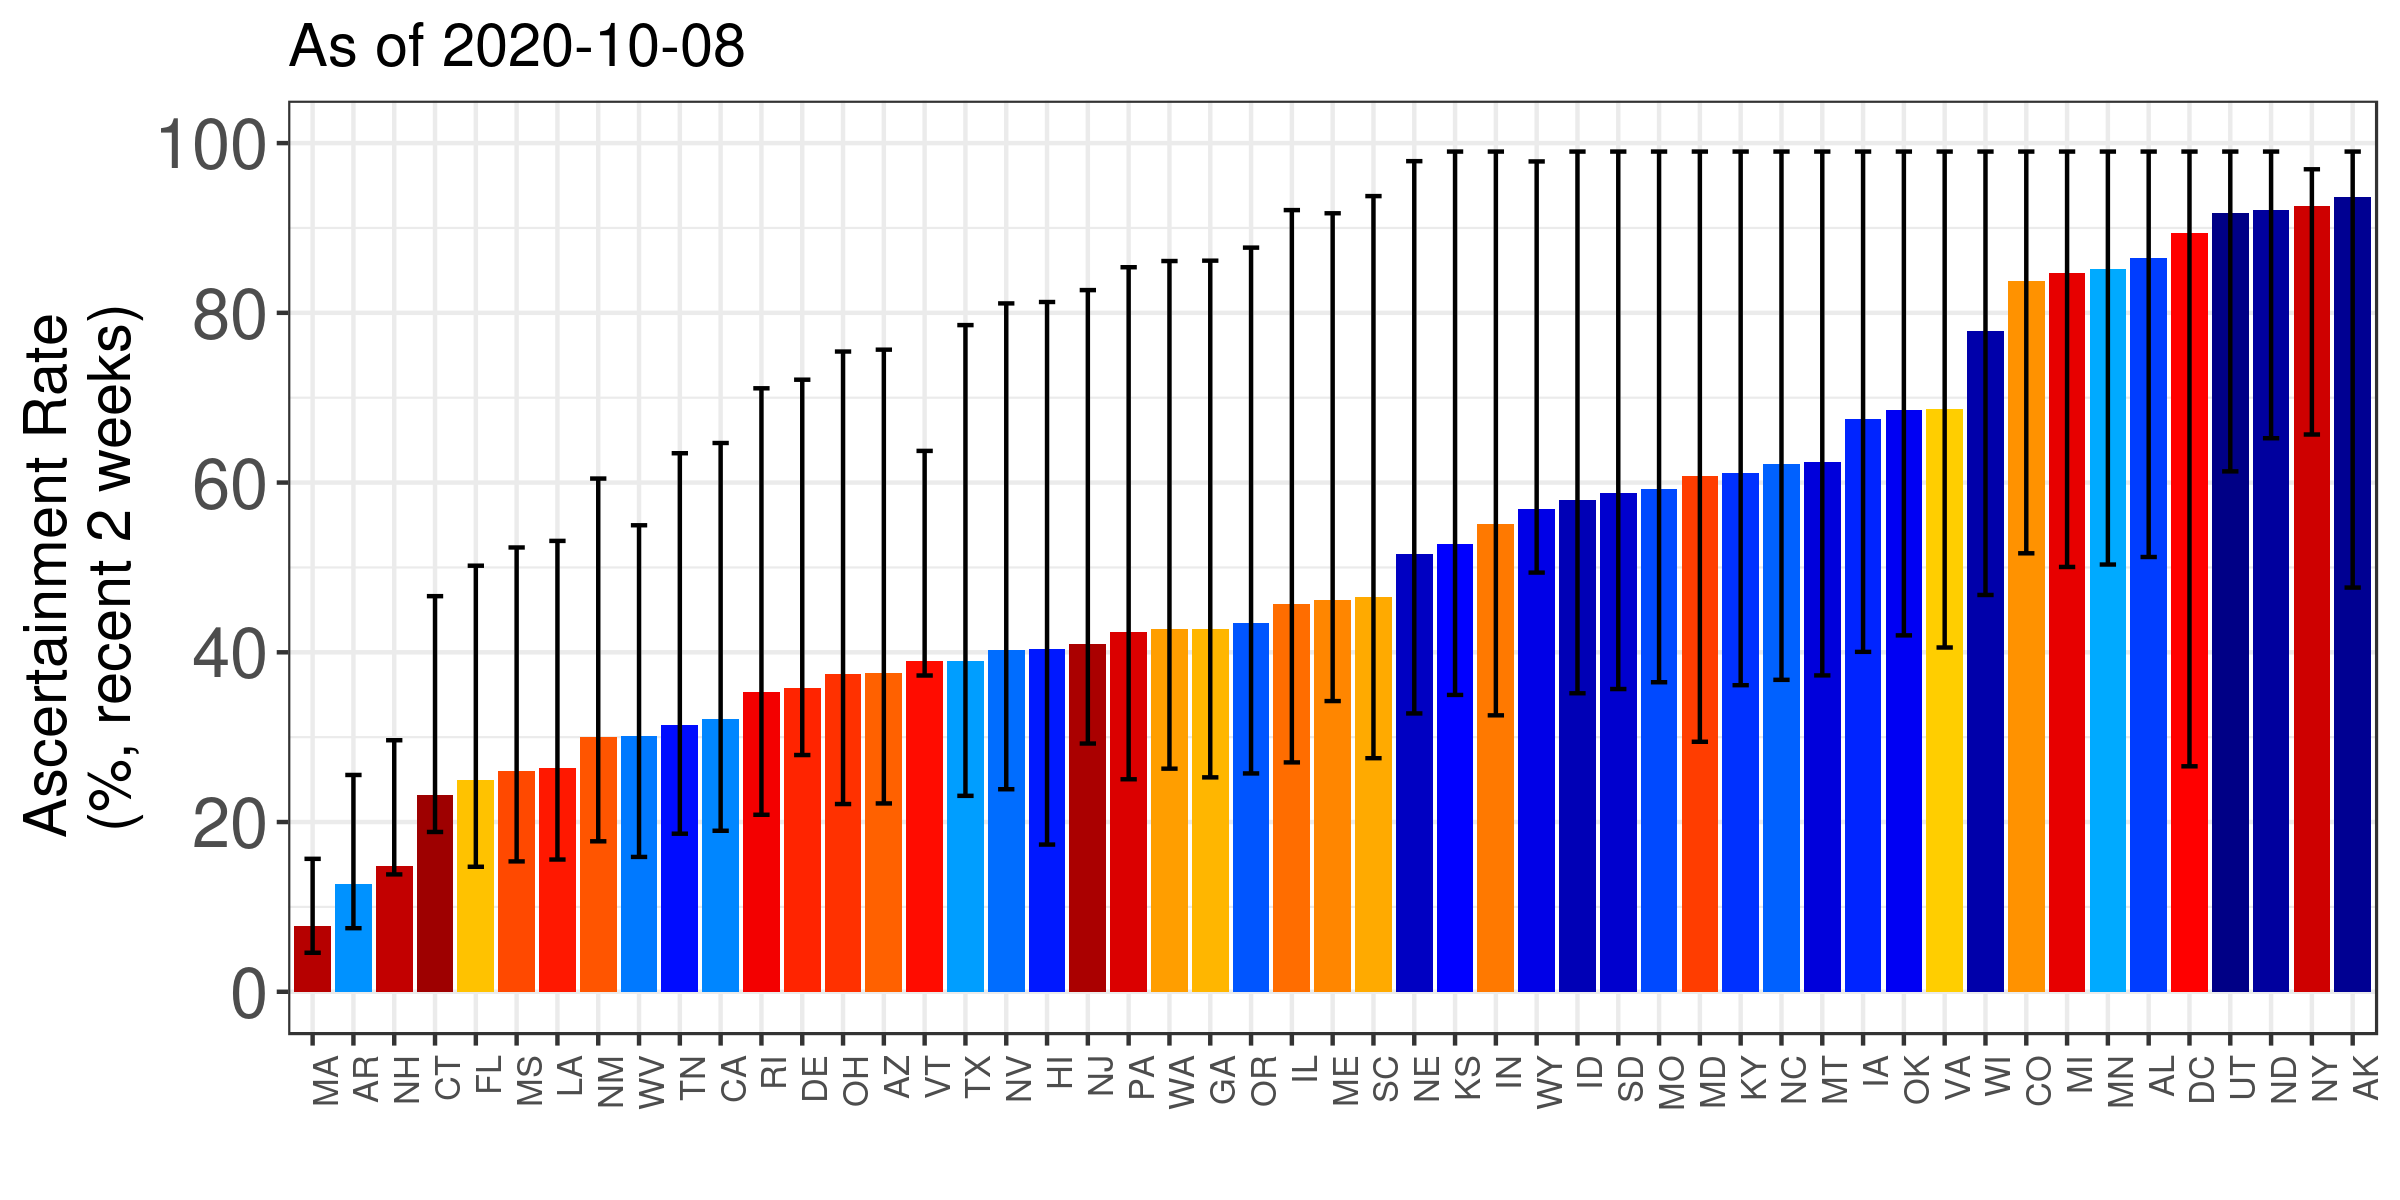 As of 2020-10-08
Ascertainment Rate
(%, recent 2 weeks)
100
80
60
40
20
0
MA AR NH CT FL MS LA NM WV TN CA RI DE OH AZ VT TX NV HI NJ PA WA GA OR IL ME SC NE KS IN WY ID SD MO MD KY NC MT IA OK VA WI CO MI MN AL DC UT ND NY AK